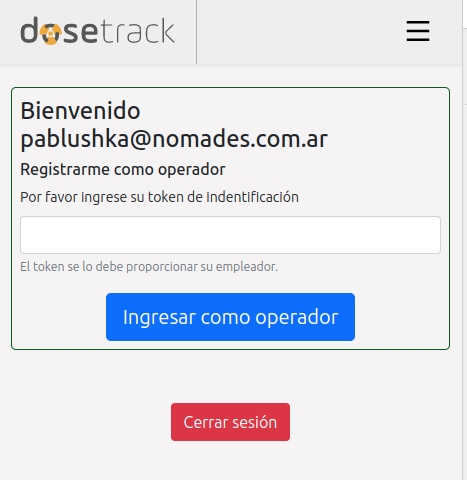 dosetrack
Bienvenido
pablushka@nomades.com.ar
Registrarme como operador
Por favor ingrese su token de indentificación
El token se lo debe proporcionar su empleador.
Ingresar como operador
Cerrar sesión